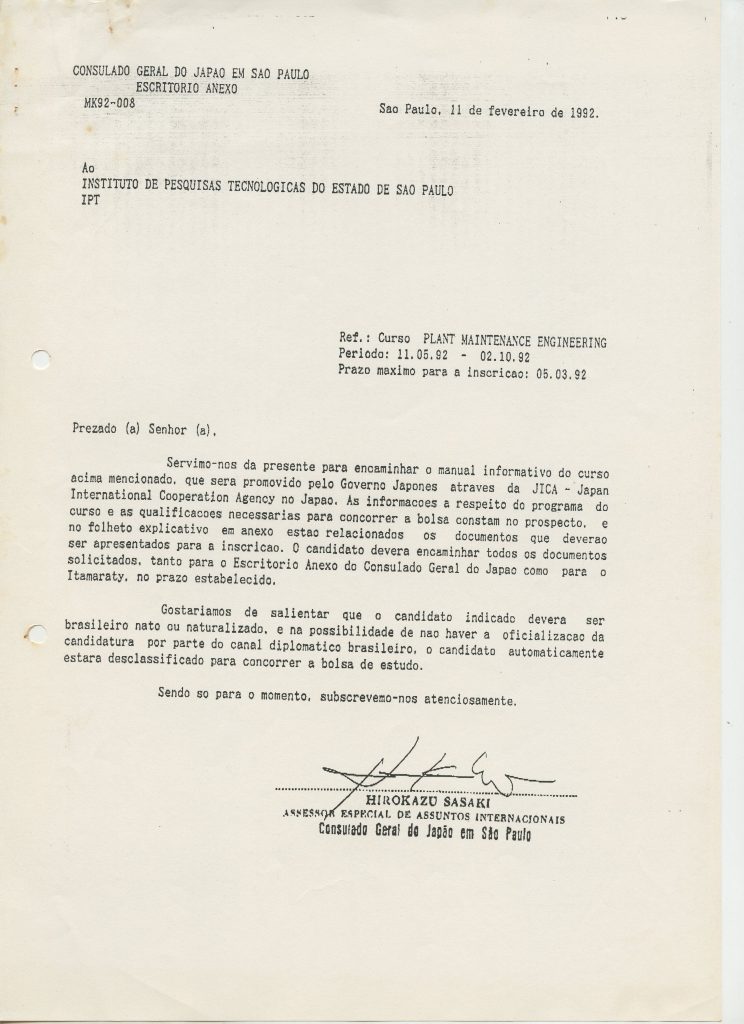 CONSULADO GERAL DO JAPAO EM SAO PAULO
ESCRITORIO ANEXO
MK92-008
Sao Paulo, 11 de fevereiro de 1992.
Ao
INSTITUTO DE PESQUISAS TECNOLOGICAS DO ESTADO DE SAO PAULO
IPT
Ref.: Curso PLANT MAINTENANCE ENGINEERING
Periodo: 11.05.92 - 02.10.92
Prazo maximo para a inscricao: 05.03.92
Prezado (a) Senhor (a),
Servimo-nos da presente para encaminhar o manual informativo do curso
acima mencionado, que sera promovido pelo Governo Japones atraves da JICA - Japan
International Cooperation Agency no Japao. As informacoes a respeito do programa do
curso e as qualificacoes necessarias para concorrer a bolsa constam no prospecto, e
no folheto explicativo em anexo estao relacionados os documentos que deverao
ser apresentados para a inscricao. O candidato devera encaminhar todos os documentos
solicitados, tanto para o Escritorio Anexo do Consulado Geral do Japao como para o
Itamaraty, no prazo estabelecido.
Gostariamos de salientar que o candidato indicado devera ser
brasileiro nato ou naturalizado, e na possibilidade de nao haver a oficializacao da
candidatura por parte do canal diplomatico brasileiro, o candidato automaticamente
estara desclassificado para concorrer a bolsa de estudo.
Sendo so para o momento, subscrevemo-nos atenciosamente.
HIROKAZU SASAKI
ASSESSOR ESPECIAL DE ASSUNTOS INTERNACIONAIS
Consulado Geral do Japão em São Paulo